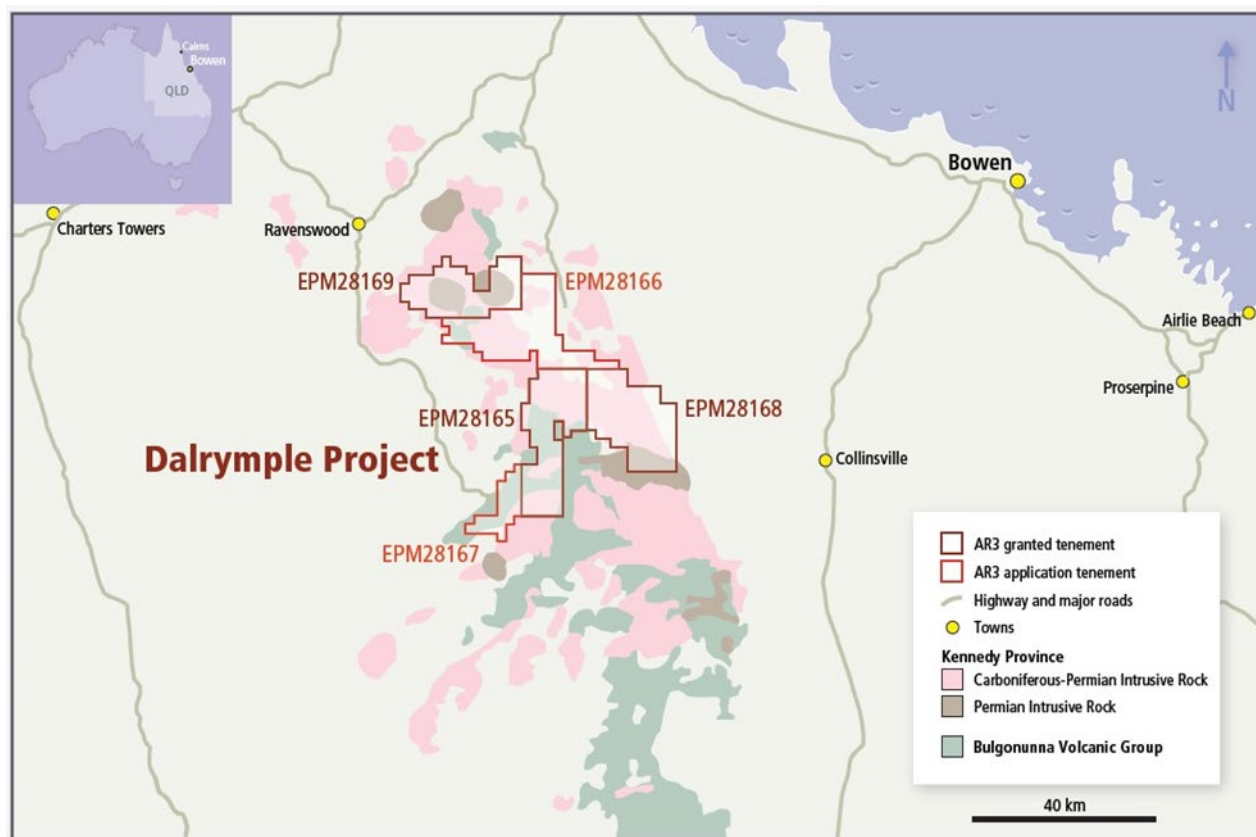 Cairns
Bowen
QLD
N
Bowen
Charters Towers
Ravenswood
EPM28169
EPM28166
Airlie Beach
Proserpine
EPM28165
EPM28168
Dalrymple Project
Collinsville
EPM28167
AR3 granted tenement
AR3 application tenement
Highway and major roads
Towns
Kennedy Province
Carboniferous-Permian Intrusive Rock
Permian Intrusive Rock
Bulgonunna Volcanic Group
40 km